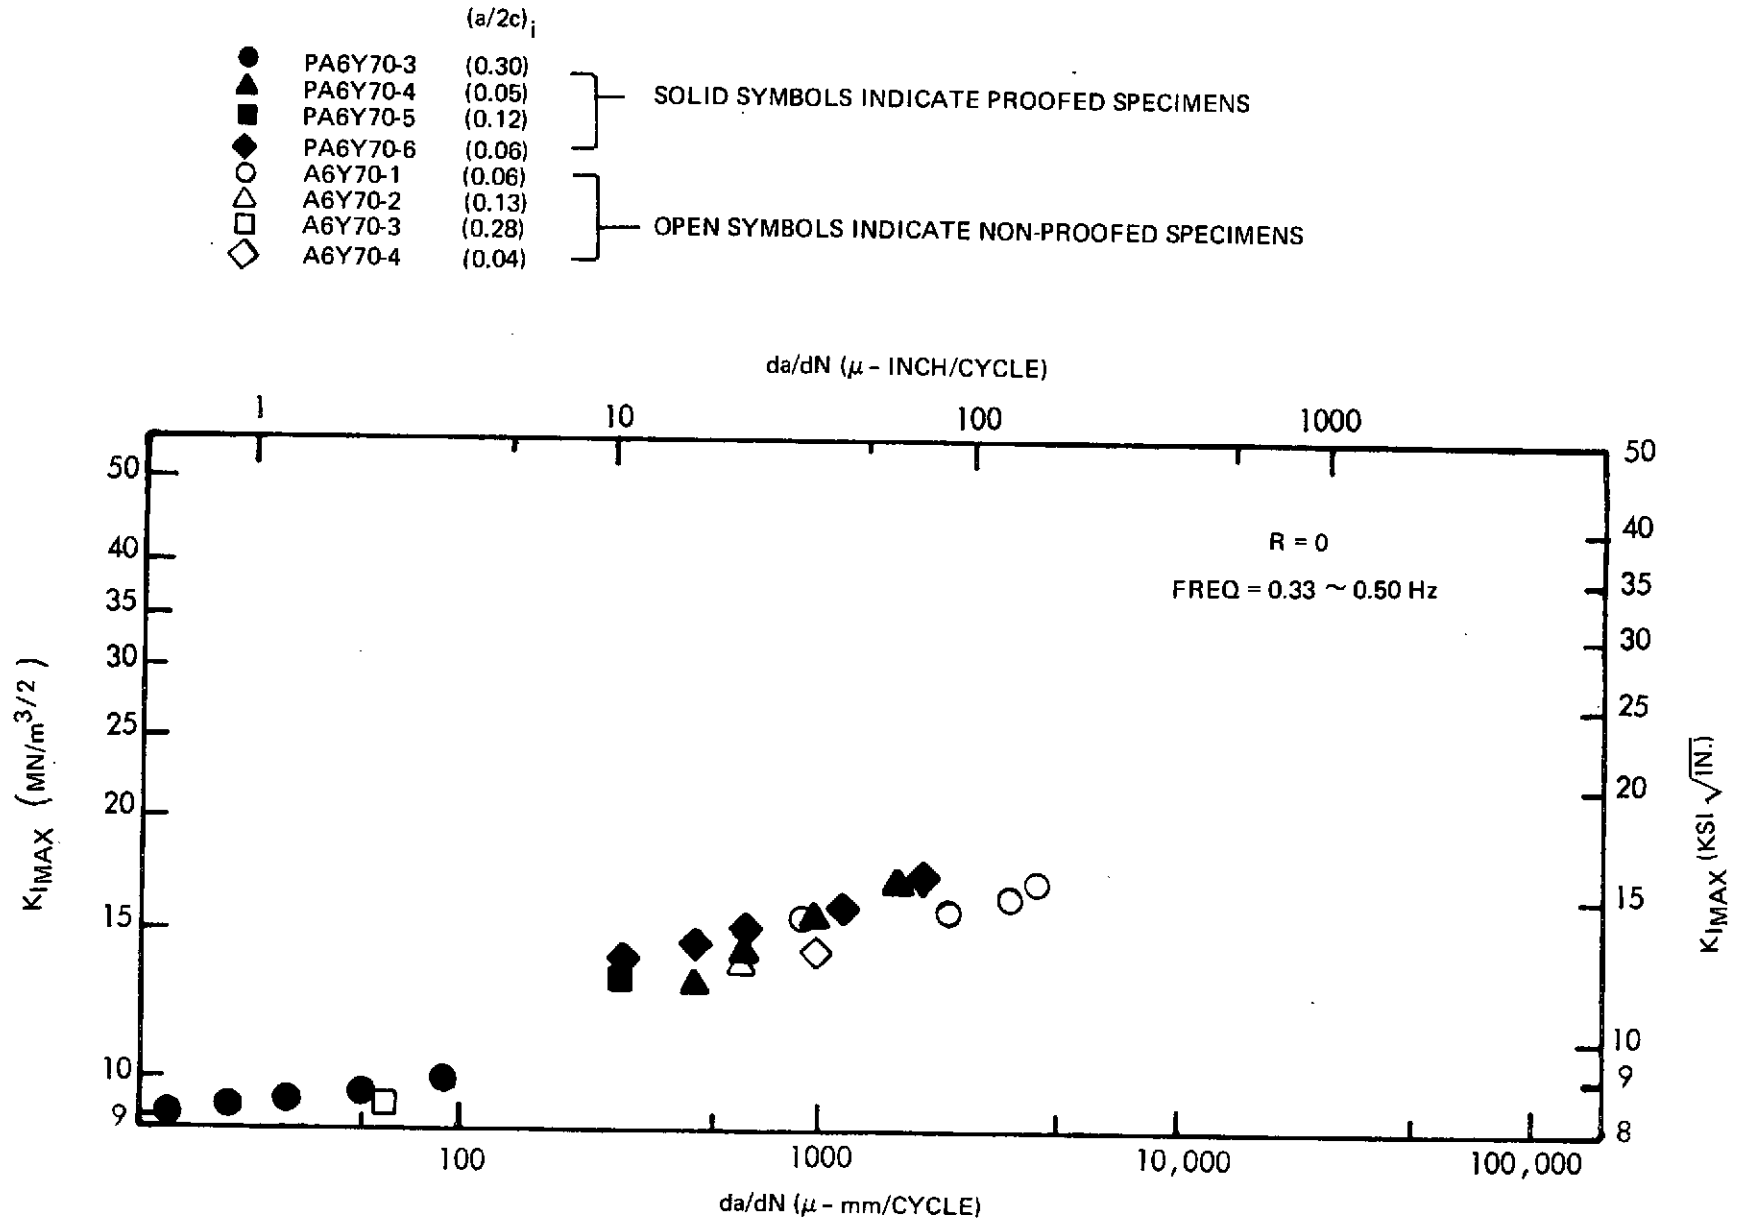 (a/2c)i
PA6Y70-3 (0.30)
PA6Y70-4 (0.05)
PA6Y70-5 (0.12)
PA6Y70-6 (0.06)
SOLID SYMBOLS INDICATE PROOFED SPECIMENS
A6Y70-1 (0.06)
A6Y70-2 (0.13)
A6Y70-3 (0.28)
A6Y70-4 (0.04)
OPEN SYMBOLS INDICATE NON-PROOFED SPECIMENS
da/dN (μ - INCH/CYCLE)
1 10 100 1000
50
40
35
30
25
20
15
10
9
KIMAX (MN/m3/2)
R = 0
FREQ = 0.33 ~ 0.50 Hz
50
40
35
30
25
20
15
10
9
8
KIMAX (KSI √IN.)
100 1000 10,000 100,000
da/dN (μ - mm/CYCLE)